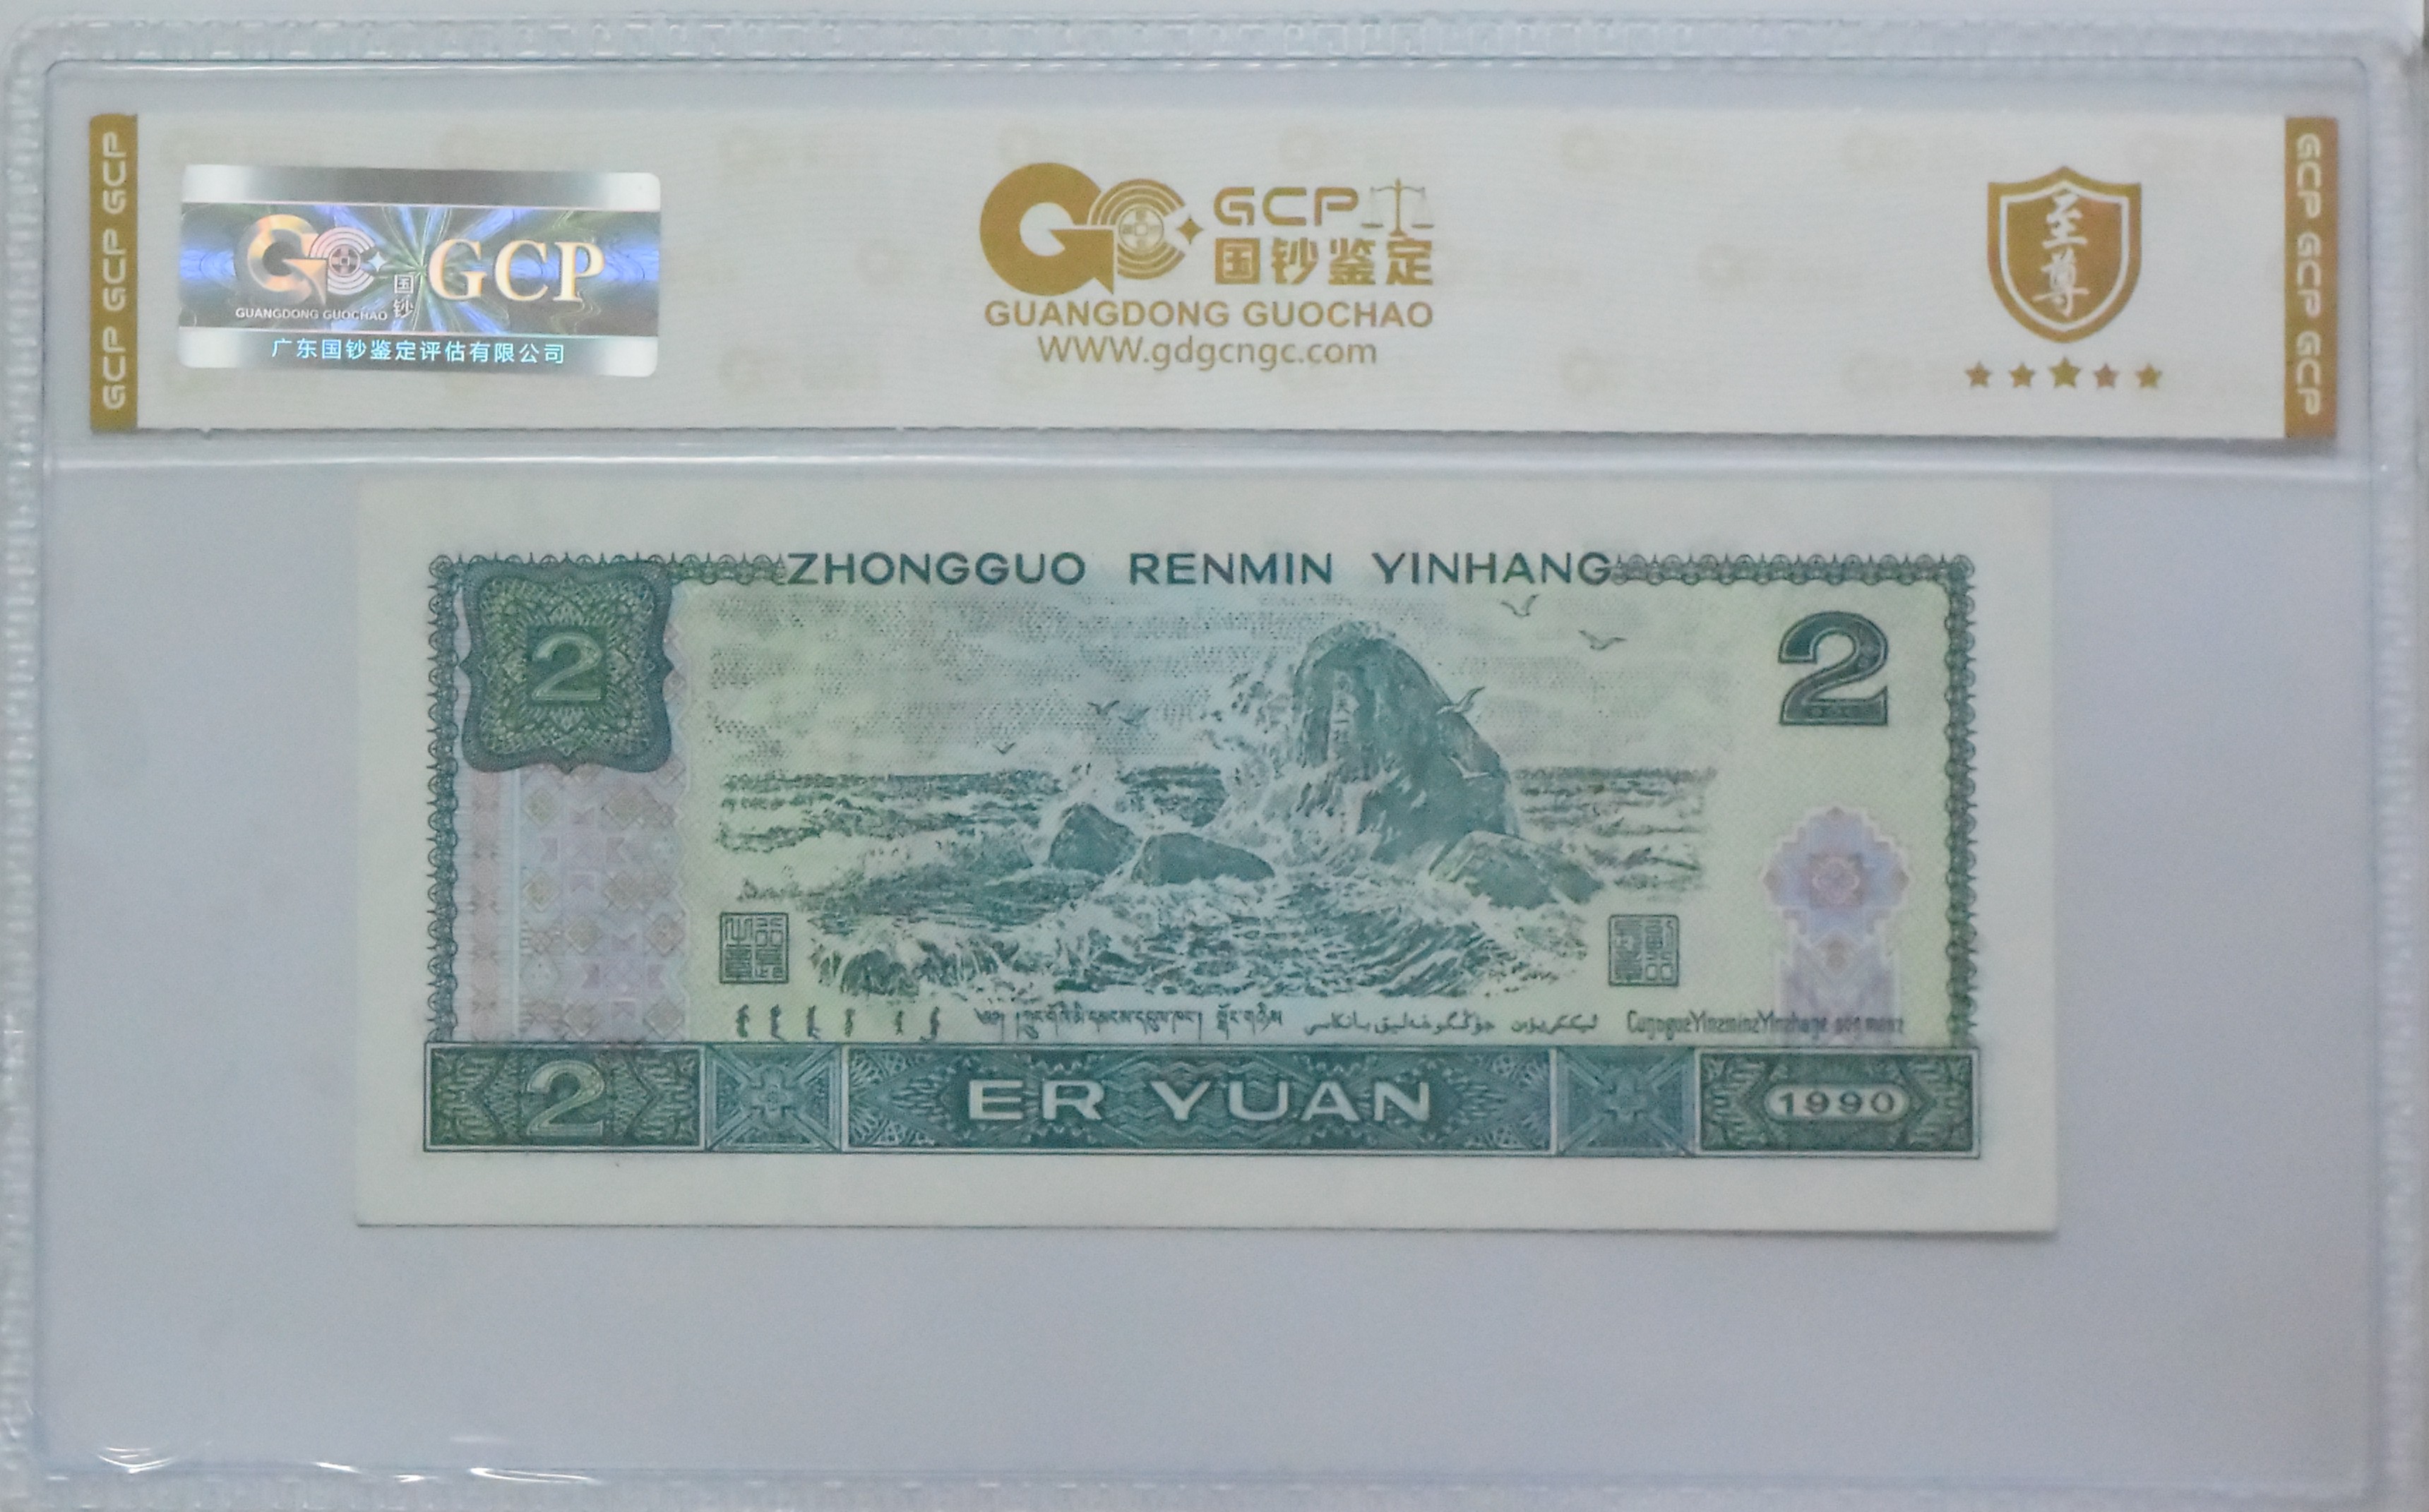 GCP GCP GCP
GCP
国钞
GUANGDONG GUOCHAO
广东国钞鉴定评估有限公司
GCP
国钞鉴定
GUANGDONG GUOCHAO
WWW.gdgcngc.com
至尊
GCP GCP GCP
ZHONGGUO RENMIN YINHANG
2
2
2
ER YUAN
1990